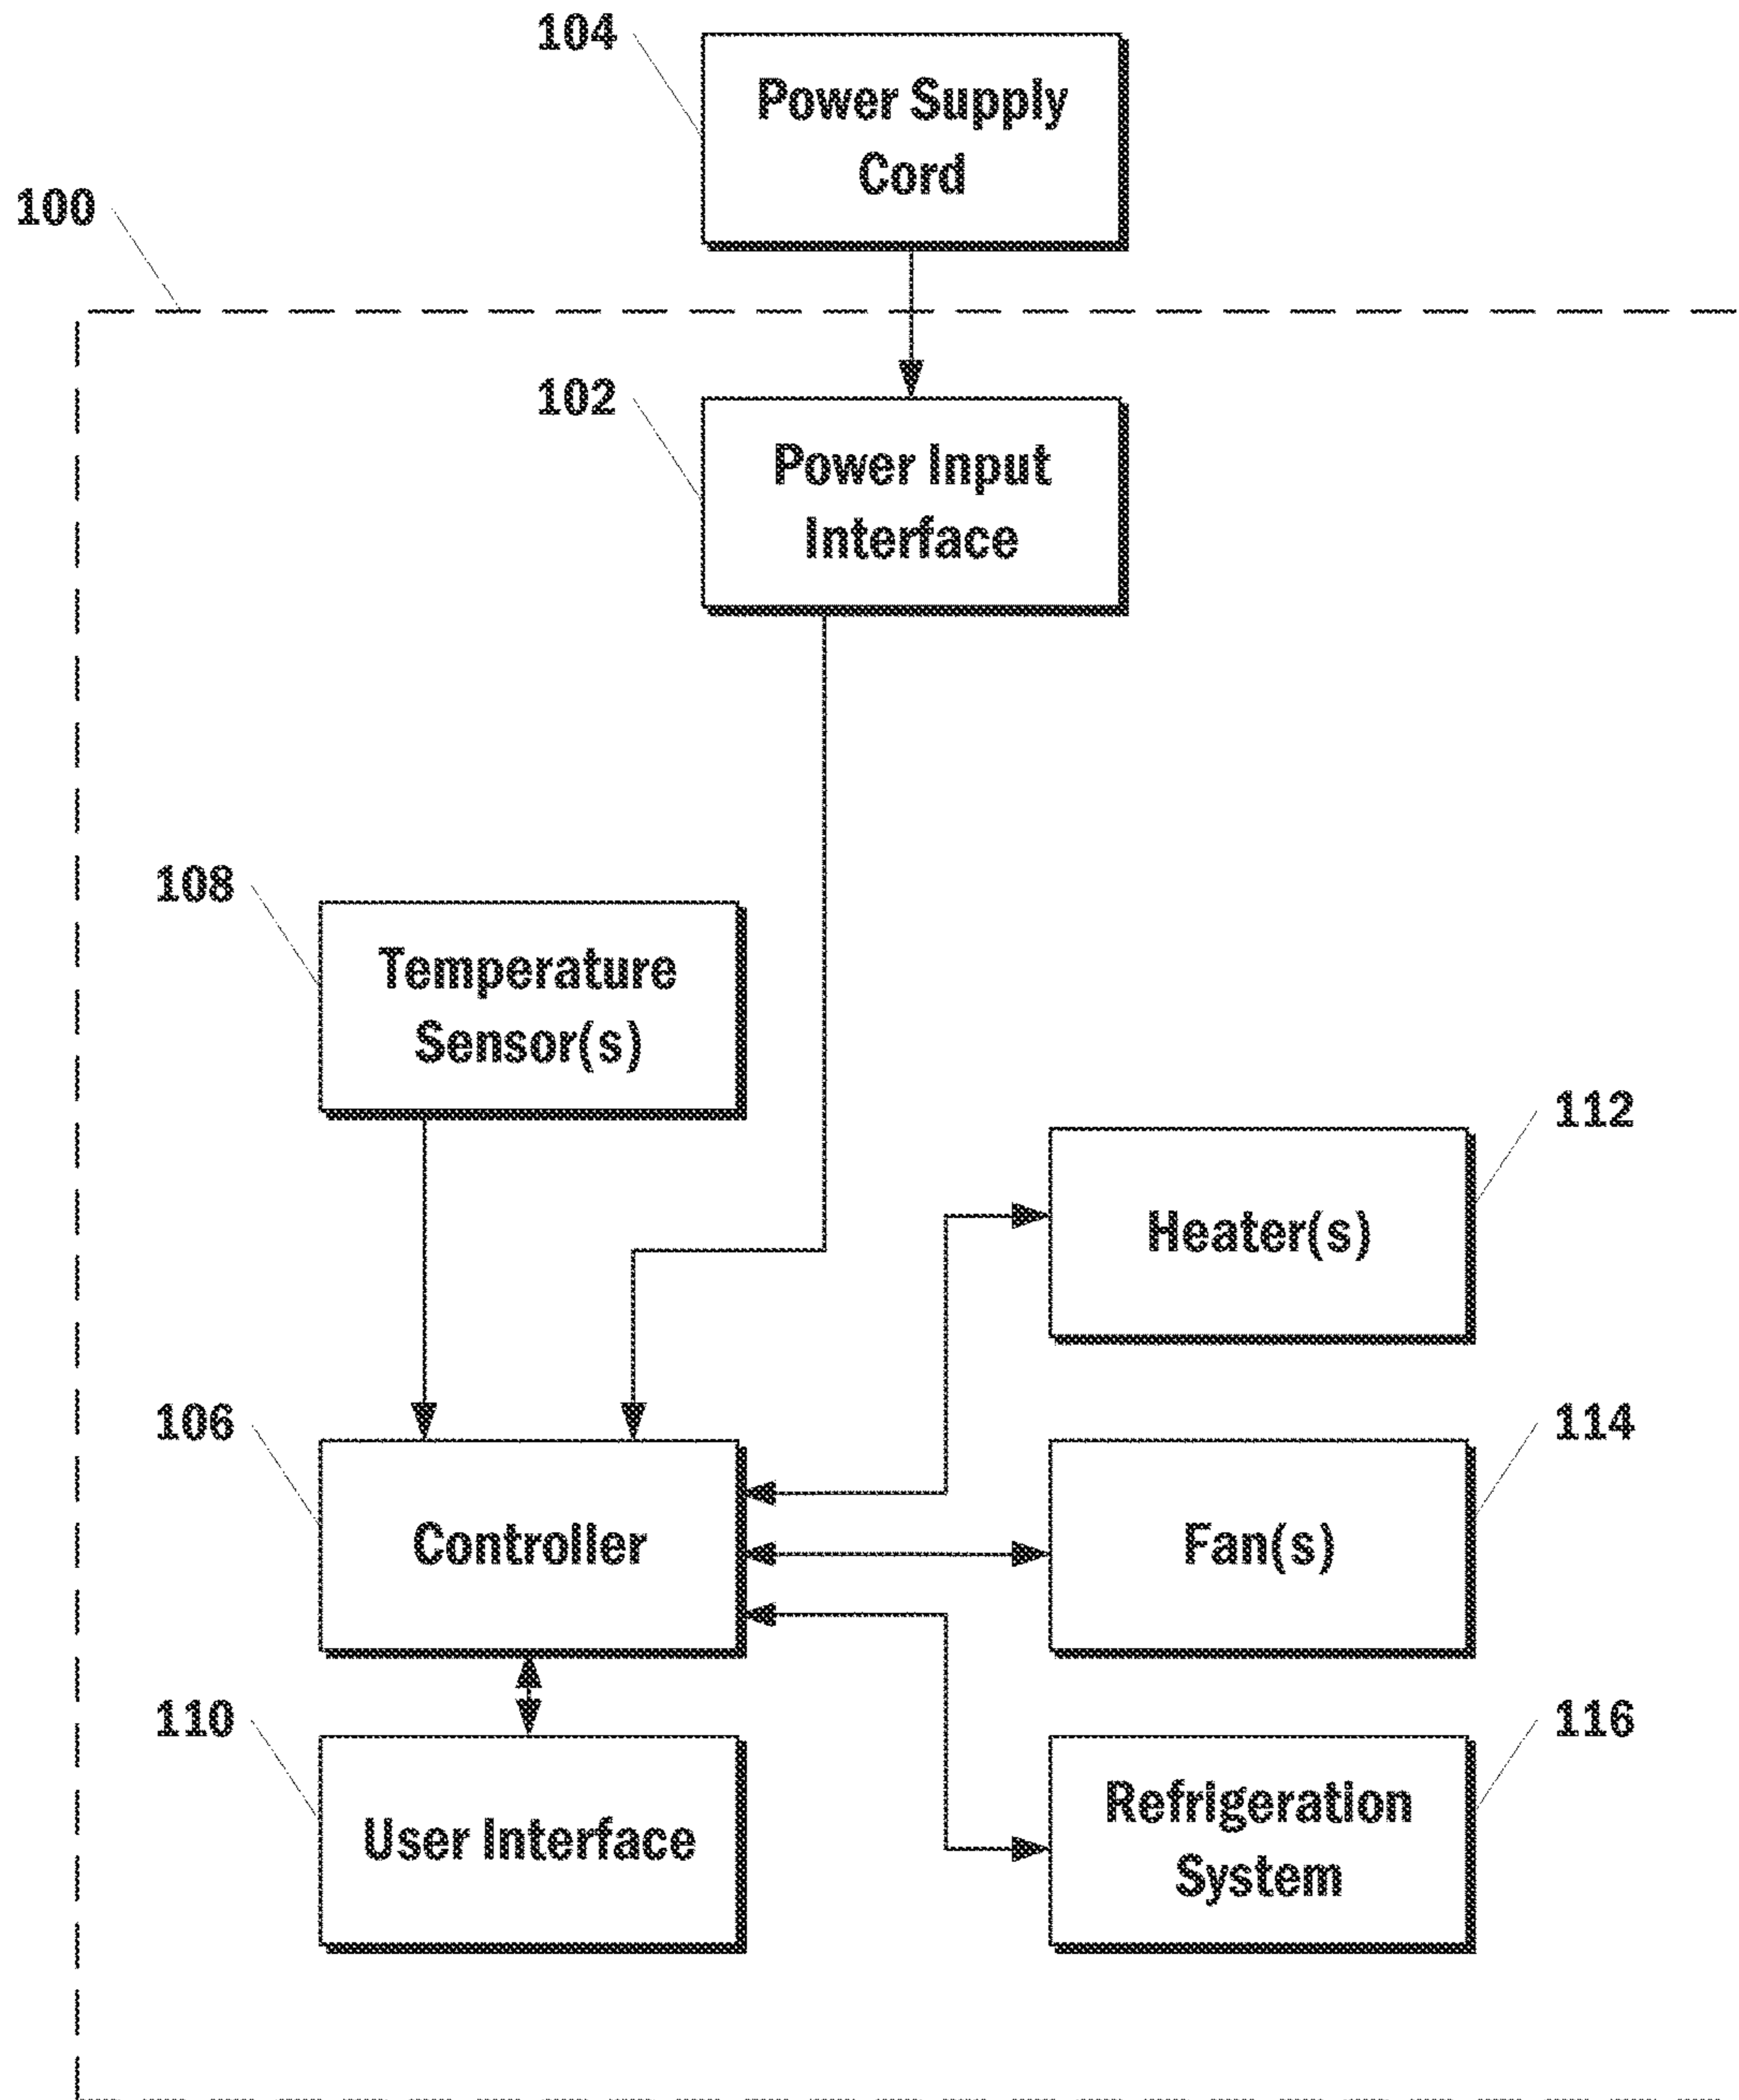 104
Power Supply
Cord
100
102
Power Input
Interface
108
Temperature
Sensor(s)
112
Heater(s)
106
Controller
114
Fan(s)
110
User Interface
116
Refrigeration
System